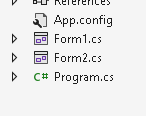 References
App.config
Form1.cs
Form2.cs
C# Program.cs